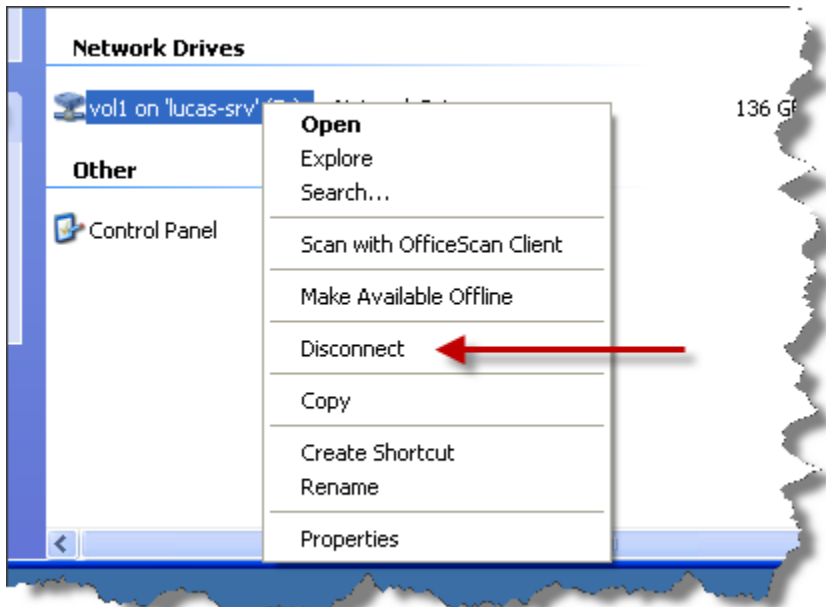 Network Drives
vol1 on 'lucas-srv'
136
Open
Explore
Search...
Other
Control Panel
Scan with OfficeScan Client
Make Available Offline
Disconnect
Copy
Create Shortcut
Rename
Properties